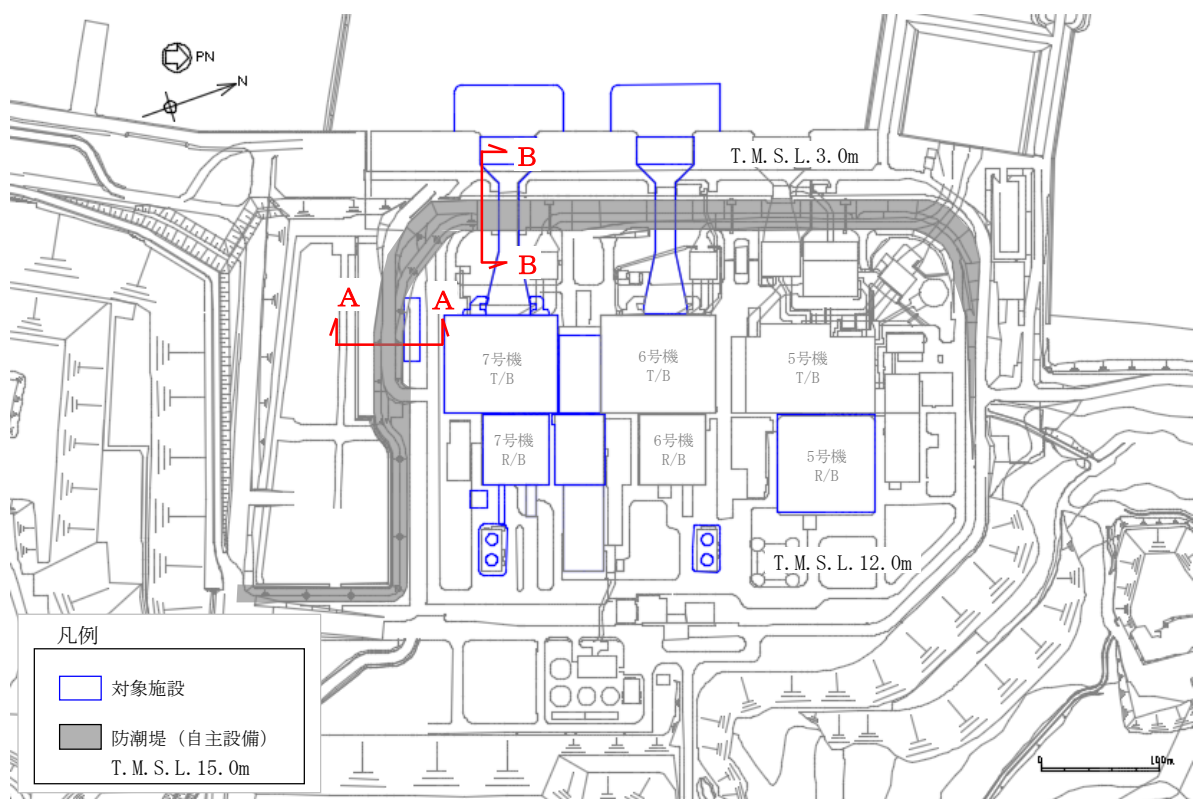 PN
N
B
T.M.S.L.3.0m
B
A
A
7号機
T/B
6号機
T/B
5号機
T/B
7号機
R/B
6号機
R/B
5号機
R/B
T.M.S.L.12.0m
凡例
対象施設
防潮堤 (自主設備)
T.M.S.L.15.0m
0
100m